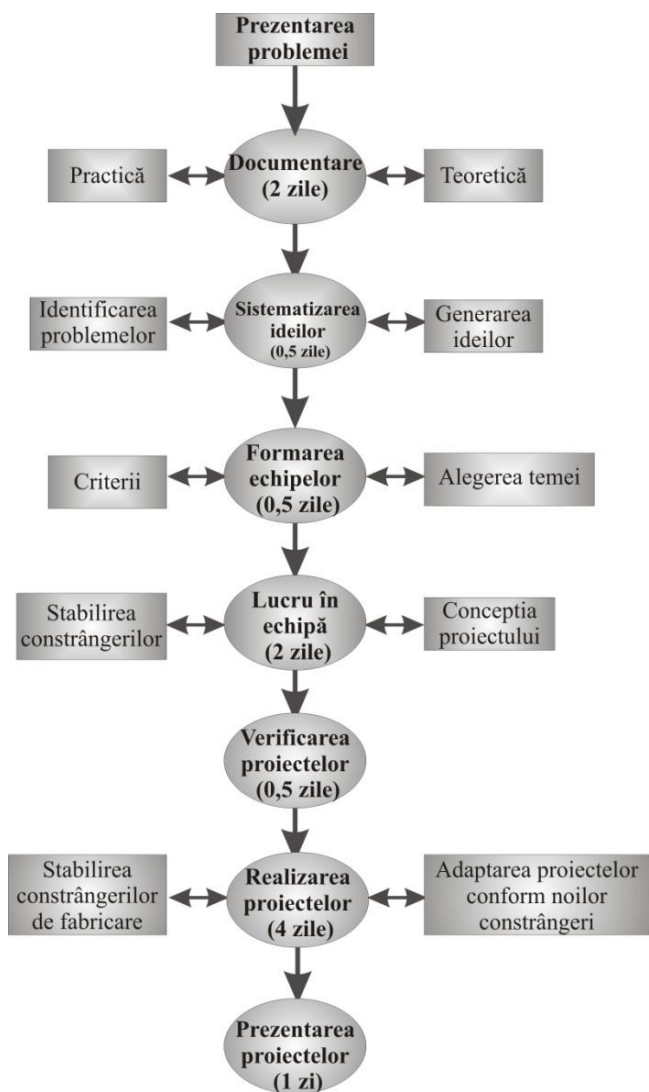 Prezentarea
problemei
Practică
Documentare
(2 zile)
Teoretică
Identificarea
problemelor
Sistematizarea
ideilor
(0,5 zile)
Generarea
ideilor
Criterii
Formarea
echipelor
(0,5 zile)
Alegerea temei
Stabilirea
constrângerilor
Lucru în
echipă
(2 zile)
Conceptia
proiectului
Verificarea
proiectelor
(0,5 zile)
Stabilirea
constrângerilor
de fabricare
Realizarea
proiectelor
(4 zile)
Adaptarea proiectelor
conform noilor
constrângeri
Prezentarea
proiectelor
(1 zi)